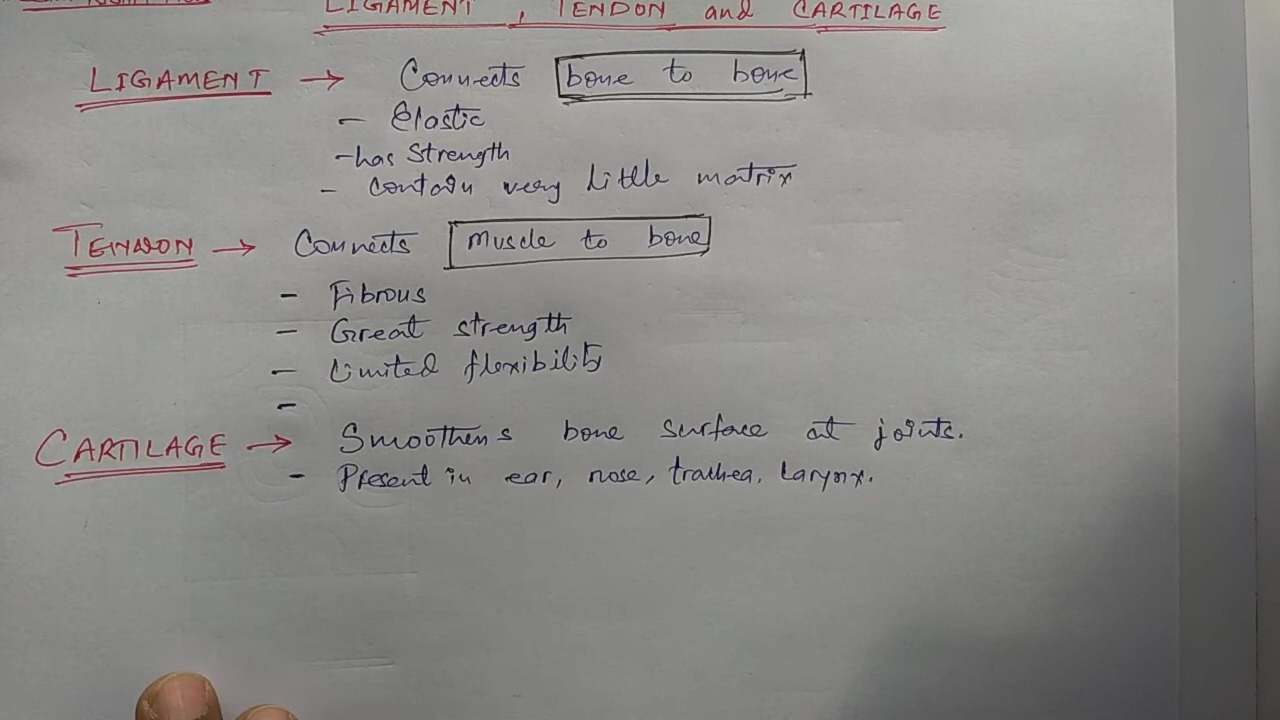 LIGAMENT, TENDON and CARTILAGE
LIGAMENT → Connects bone to bone
- Elastic
- has Strength
- Contain very little matrix
TENDON → Connects Muscle to bone
- Fibrous
- Great strength
- Limited flexibility
-
CARTILAGE → Smoothens bone surface at joints.
- Present in ear, nose, trachea, larynx.